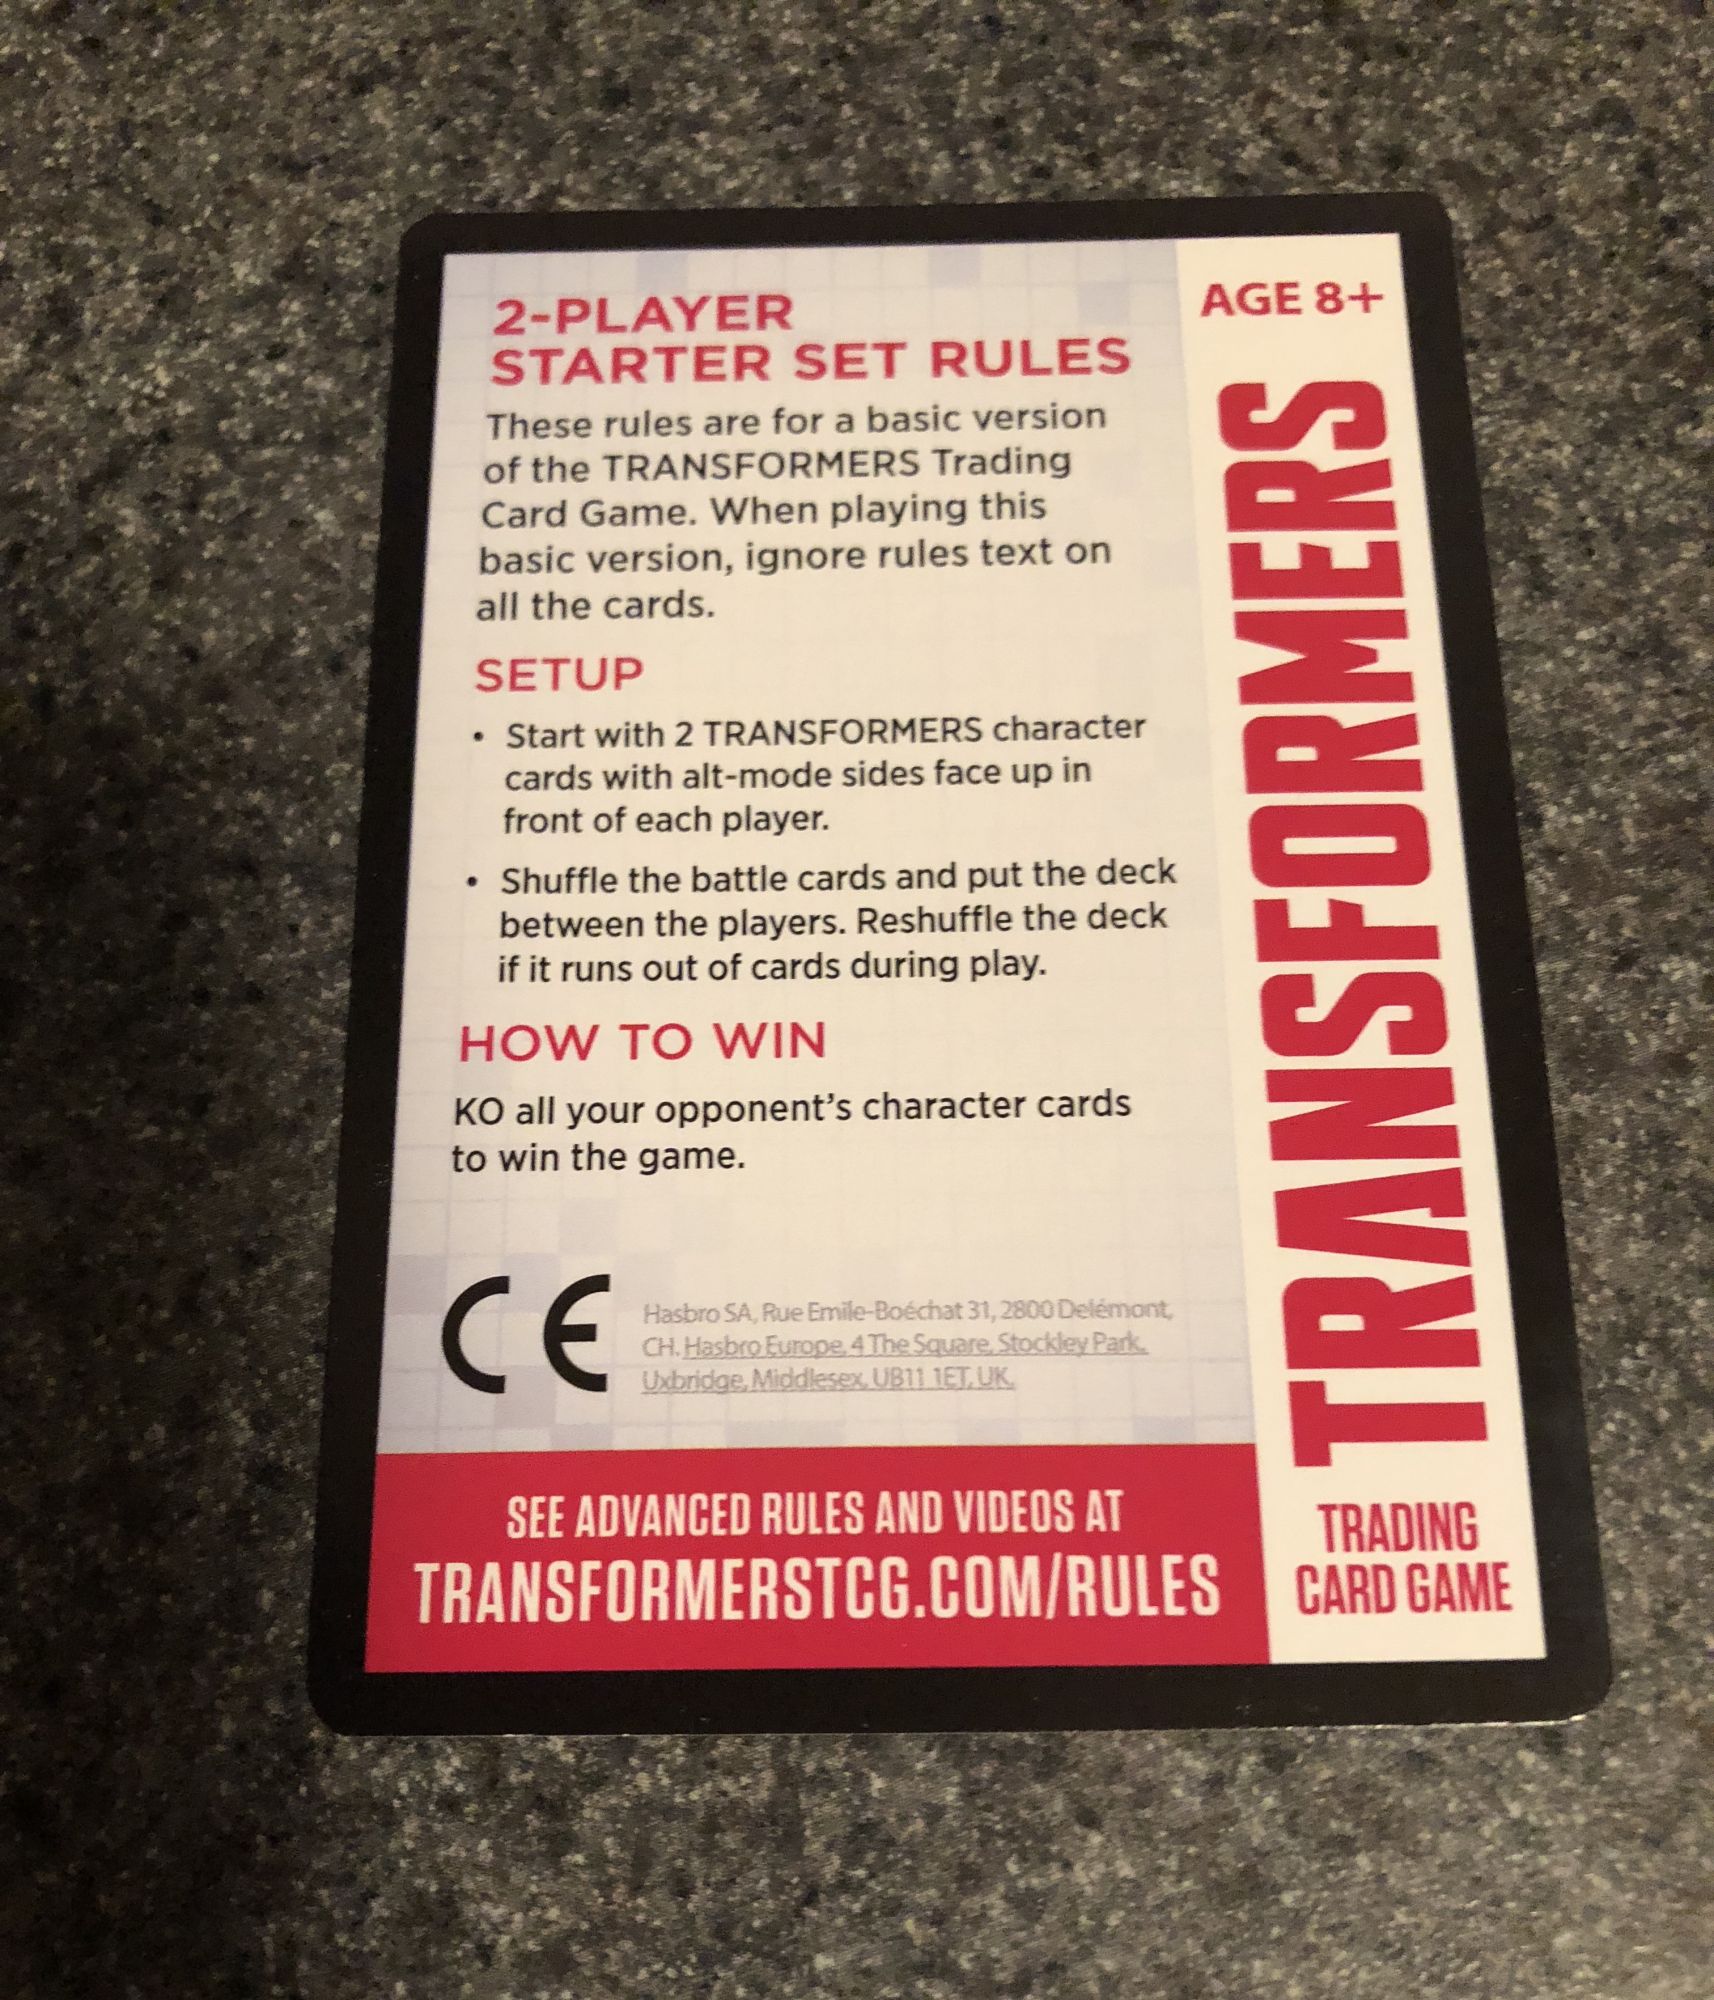 2-PLAYER
STARTER SET RULES
These rules are for a basic version
of the TRANSFORMERS Trading
Card Game. When playing this
basic version, ignore rules text on
all the cards.
SETUP
• Start with 2 TRANSFORMERS character
cards with alt-mode sides face up in
front of each player.
• Shuffle the battle cards and put the deck
between the players. Reshuffle the deck
if it runs out of cards during play.
HOW TO WIN
KO all your opponent's character cards
to win the game.
CE
Hasbro SA, Rue Emile-Boéchat 31, 2800 Delémont,
CH. Hasbro Europe, 4 The Square, Stockley Park,
Uxbridge, Middlesex, UB11 1ET, UK.
SEE ADVANCED RULES AND VIDEOS AT
TRANSFORMERSTCG.COM/RULES
AGE 8+
TRANSFORMERS
TRADING
CARD GAME